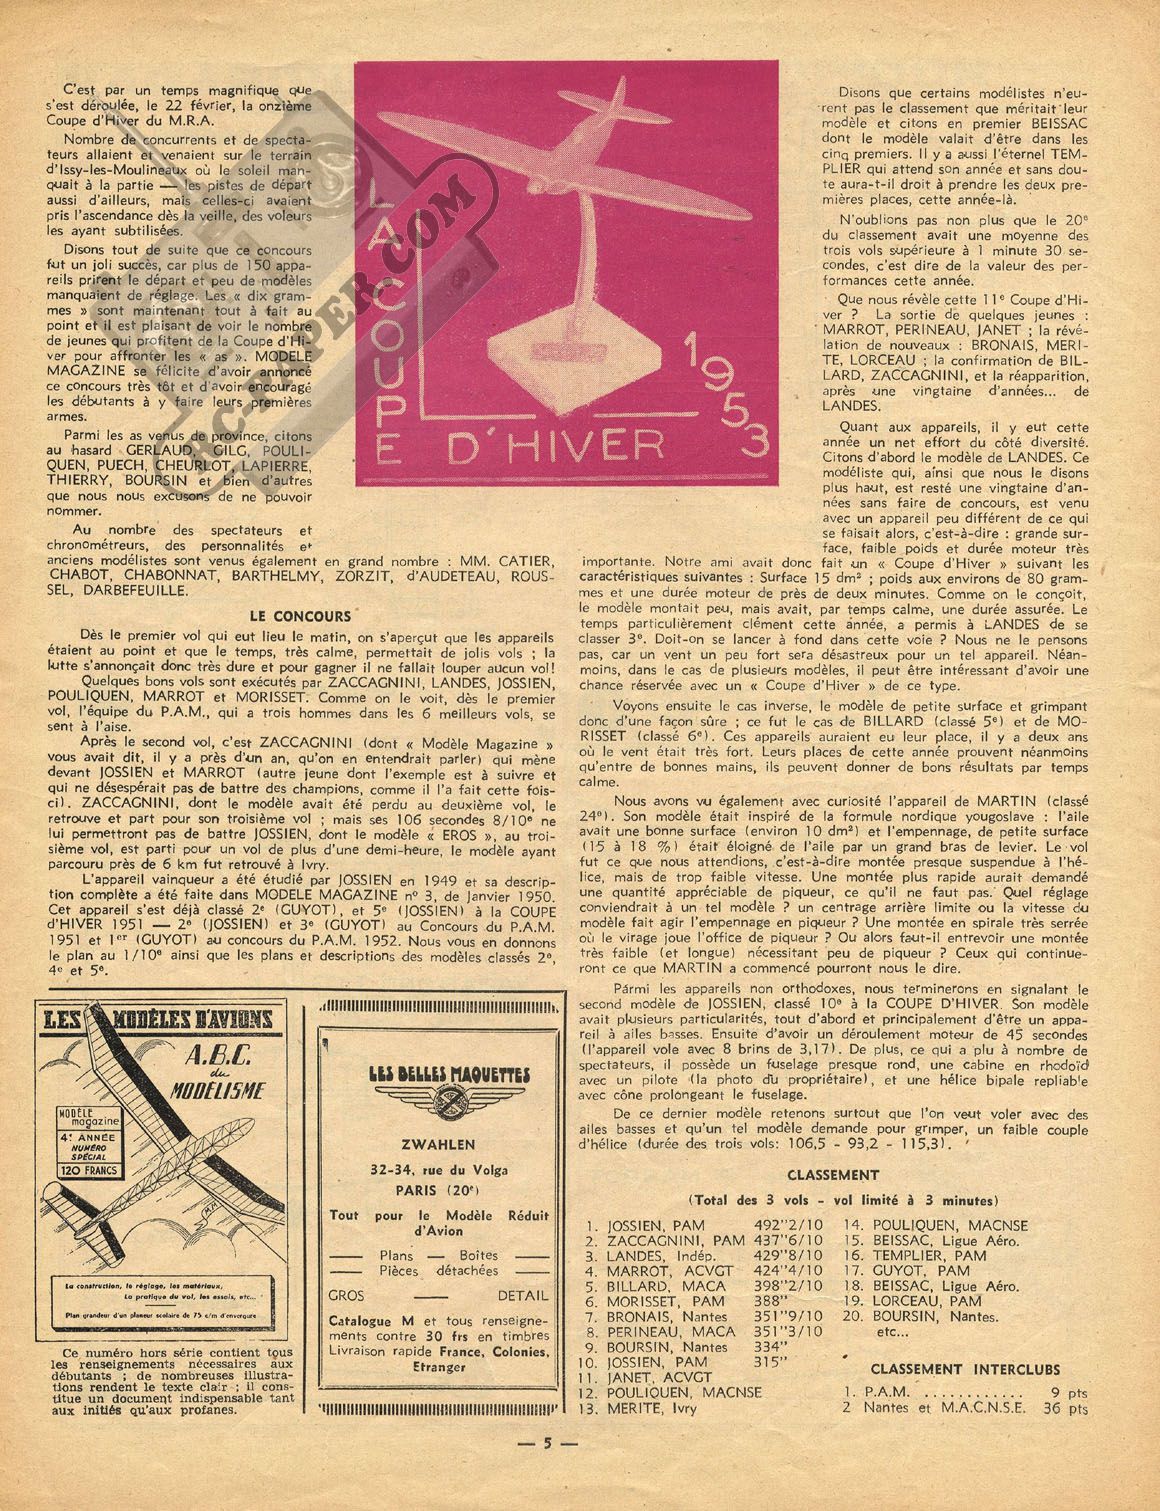 C'est par un temps magnifique que
s'est déroulée, le 22 février, la onzième
Coupe d'Hiver du M.R.A.
Nombre de concurrents et de specta-
teurs allaient et venaient sur le terrain
d'Issy-les-Moulineaux où le soleil man-
quait à la partie — les pistes de départ
aussi d'ailleurs, mais celles-ci avaient
pris l'ascendance dès la veille, des voleurs
les ayant subtilisées.
Disons tout de suite que ce concours
fut un joli succès, car plus de 150 appa-
reils prirent le départ et peu de modèles
manquaient de réglage. Les « dix gram-
mes » sont maintenant tout à fait au
point et il est plaisant de voir le nombre
de jeunes qui profitent de la Coupe d'Hi-
ver pour affronter les « as ». MODELE
MAGAZINE se félicite d'avoir annoncé
ce concours très tôt et d'avoir encouragé
les débutants à y faire leurs premières
armes.
Parmi les as venus de province, citons
au hasard GERLAUD, GILG, POULI-
QUEN, PUECH, CHEURLOT, LAPIERRE,
THIERRY, BOURSIN et bien d'autres
que nous nous excusons de ne pouvoir
nommer.
Au nombre des spectateurs et
chronométreurs, des personnalités et
anciens modélistes sont venus également en grand nombre : MM. CATIER,
CHABOT, CHABONNAT, BARTHELMY, ZORZIT, d'AUDETEAU, ROUS-
SEL, DARBEFEUILLE.
LE CONCOURS
Dès le premier vol qui eut lieu le matin, on s'aperçut que les appareils
étaient au point et que le temps, très calme, permettait de jolis vols ; la
lutte s'annonçait donc très dure et pour gagner il ne fallait louper aucun vol!
Quelques bons vols sont exécutés par ZACCAGNINI, LANDES, JOSSIEN,
POULIQUEN, MARROT et MORISSET. Comme on le voit, dès le premier
vol, l'équipe du P.A.M., qui a trois hommes dans les 6 meilleurs vols, se
sent à l'aise.
Après le second vol, c'est ZACCAGNINI (dont « Modèle Magazine »
vous avait dit, il y a près d'un an, qu'on en entendrait parler) qui mène
devant JOSSIEN et MARROT (autre jeune dont l'exemple est à suivre et
qui ne désespérait pas de battre des champions, comme il l'a fait cette fois-
ci). ZACCAGNINI, dont le modèle avait été perdu au deuxième vol, le
retrouve et part pour son troisième vol ; mais ses 106 secondes 8/10e ne
lui permettront pas de battre JOSSIEN, dont le modèle « EROS », au troi-
sième vol, est parti pour un vol de plus d'une demi-heure, le modèle ayant
parcouru près de 6 km fut retrouvé à Ivry.
L'appareil vainqueur a été étudié par JOSSIEN en 1949 et sa descrip-
tion complète a été faite dans MODELE MAGAZINE n° 3, de Janvier 1950.
Cet appareil s'est déjà classé 2e (GUYOT), et 5e (JOSSIEN) à la COUPE
d'HIVER 1951 — 2e (JOSSIEN) et 3e (GUYOT) au Concours du P.A.M.
1951 et 1er (GUYOT) au concours du P.A.M. 1952. Nous vous en donnons
le plan au 1/10e ainsi que les plans et descriptions des modèles classés 2e,
4e et 5e.
LES MODÈLES D'AVIONS
A.B.C.
du
MODÉLISME
MODÈLE
magazine
4e ANNÉE
NUMÉRO
SPÉCIAL
120 FRANCS
La construction, le réglage, les matériaux,
La pratique du vol, les essais, etc...
Plan grandeur d'un planeur scolaire de 75 c/m d'envergure
Ce numéro hors série contient tous
les renseignements nécessaires aux
débutants ; de nombreuses illustra-
tions rendent le texte clair ; il cons-
titue un document indispensable tant
aux initiés qu'aux profanes.
LES BELLES MAQUETTES
ZWAHLEN
32-34, rue du Volga
PARIS (20e)
Tout pour le Modèle Réduit
d'Avion
— Plans — Boîtes —
— Pièces détachées —
GROS — DETAIL
Catalogue M et tous renseigne-
ments contre 30 frs en timbres
Livraison rapide France, Colonies,
Etranger
LA COUPE
D'HIVER
1953
RC-PAPER.COM
Disons que certains modélistes n'eu-
rent pas le classement que méritait leur
modèle et citons en premier BEISSAC
dont le modèle valait d'être dans les
cinq premiers. Il y a aussi l'éternel TEM-
PLIER qui attend son année et sans dou-
te aura-t-il droit à prendre les deux pre-
mières places, cette année-là.
N'oublions pas non plus que le 20e
du classement avait une moyenne des
trois vols supérieure à 1 minute 30 se-
condes, c'est dire de la valeur des per-
formances cette année.
Que nous révèle cette 11e Coupe d'Hi-
ver ? La sortie de quelques jeunes :
MARROT, PERINEAU, JANET ; la révé-
lation de nouveaux : BRONAIS, MERI-
TE, LORCEAU ; la confirmation de BIL-
LARD, ZACCAGNINI, et la réapparition,
après une vingtaine d'années... de
LANDES.
Quant aux appareils, il y eut cette
année un net effort du côté diversité.
Citons d'abord le modèle de LANDES. Ce
modéliste qui, ainsi que nous le disons
plus haut, est resté une vingtaine d'an-
nées sans faire de concours, est venu
avec un appareil peu différent de ce qui
se faisait alors, c'est-à-dire : grande sur-
face, faible poids et durée moteur très
importante. Notre ami avait donc fait un « Coupe d'Hiver » suivant les
caractéristiques suivantes : Surface 15 dm² ; poids aux environs de 80 gram-
mes et une durée moteur de près de deux minutes. Comme on le conçoit,
le modèle montait peu, mais avait, par temps calme, une durée assurée. Le
temps particulièrement clément cette année, a permis à LANDES de se
classer 3e. Doit-on se lancer à fond dans cette voie ? Nous ne le pensons
pas, car un vent un peu fort sera désastreux pour un tel appareil. Néan-
moins, dans le cas de plusieurs modèles, il peut être intéressant d'avoir une
chance réservée avec un « Coupe d'Hiver » de ce type.
Voyons ensuite le cas inverse, le modèle de petite surface et grimpant
donc d'une façon sûre ; ce fut le cas de BILLARD (classé 5e) et de MO-
RISSET (classé 6e). Ces appareils auraient eu leur place, il y a deux ans
où le vent était très fort. Leurs places de cette année prouvent néanmoins
qu'entre de bonnes mains, ils peuvent donner de bons résultats par temps
calme.
Nous avons vu également avec curiosité l'appareil de MARTIN (classé
24e). Son modèle était inspiré de la formule nordique yougoslave : l'aile
avait une bonne surface (environ 10 dm²) et l'empennage, de petite surface
(15 à 18 %) était éloigné de l'aile par un grand bras de levier. Le vol
fut ce que nous attendions, c'est-à-dire montée presque suspendue à l'hé-
lice, mais de trop faible vitesse. Une montée plus rapide aurait demandé
une quantité appréciable de piqueur, ce qu'il ne faut pas. Quel réglage
conviendrait à un tel modèle ? un centrage arrière limite ou la vitesse du
modèle fait agir l'empennage en piqueur ? Une montée en spirale très serrée
où le virage joue l'office de piqueur ? Ou alors faut-il entrevoir une montée
très faible (et longue) nécessitant peu de piqueur ? Ceux qui continue-
ront ce que MARTIN a commencé pourront nous le dire.
Parmi les appareils non orthodoxes, nous terminerons en signalant le
second modèle de JOSSIEN, classé 10e à la COUPE D'HIVER. Son modèle
avait plusieurs particularités, tout d'abord et principalement d'être un appa-
reil à ailes basses. Ensuite d'avoir un déroulement moteur de 45 secondes
(l'appareil vole avec 8 brins de 3,17). De plus, ce qui a plu à nombre de
spectateurs, il possède un fuselage presque rond, une cabine en rhodoïd
avec un pilote (la photo du propriétaire), et une hélice bipale repliable
avec cône prolongeant le fuselage.
De ce dernier modèle retenons surtout que l'on veut voler avec des
ailes basses et qu'un tel modèle demande pour grimper, un faible couple
d'hélice (durée des trois vols: 106,5 - 93,2 - 115,3).
CLASSEMENT
(Total des 3 vols - vol limité à 3 minutes)
1. JOSSIEN, PAM 492"2/10
2. ZACCAGNINI, PAM 437"6/10
3. LANDES, Indép. 429"8/10
4. MARROT, ACVGT 424"4/10
5. BILLARD, MACA 398"2/10
6. MORISSET, PAM 388"
7. BRONAIS, Nantes 351"9/10
8. PERINEAU, MACA 351"3/10
9. BOURSIN, Nantes 334"
10. JOSSIEN, PAM 315"
11. JANET, ACVGT
12. POULIQUEN, MACNSE
13. MERITE, Ivry
14. POULIQUEN, MACNSE
15. BEISSAC, Ligue Aéro.
16. TEMPLIER, PAM
17. GUYOT, PAM
18. BEISSAC, Ligue Aéro.
19. LORCEAU, PAM
20. BOURSIN, Nantes.
etc...
CLASSEMENT INTERCLUBS
1. P.A.M. ............ 9 pts
2 Nantes et M.A.C.N.S.E. 36 pts
— 5 —